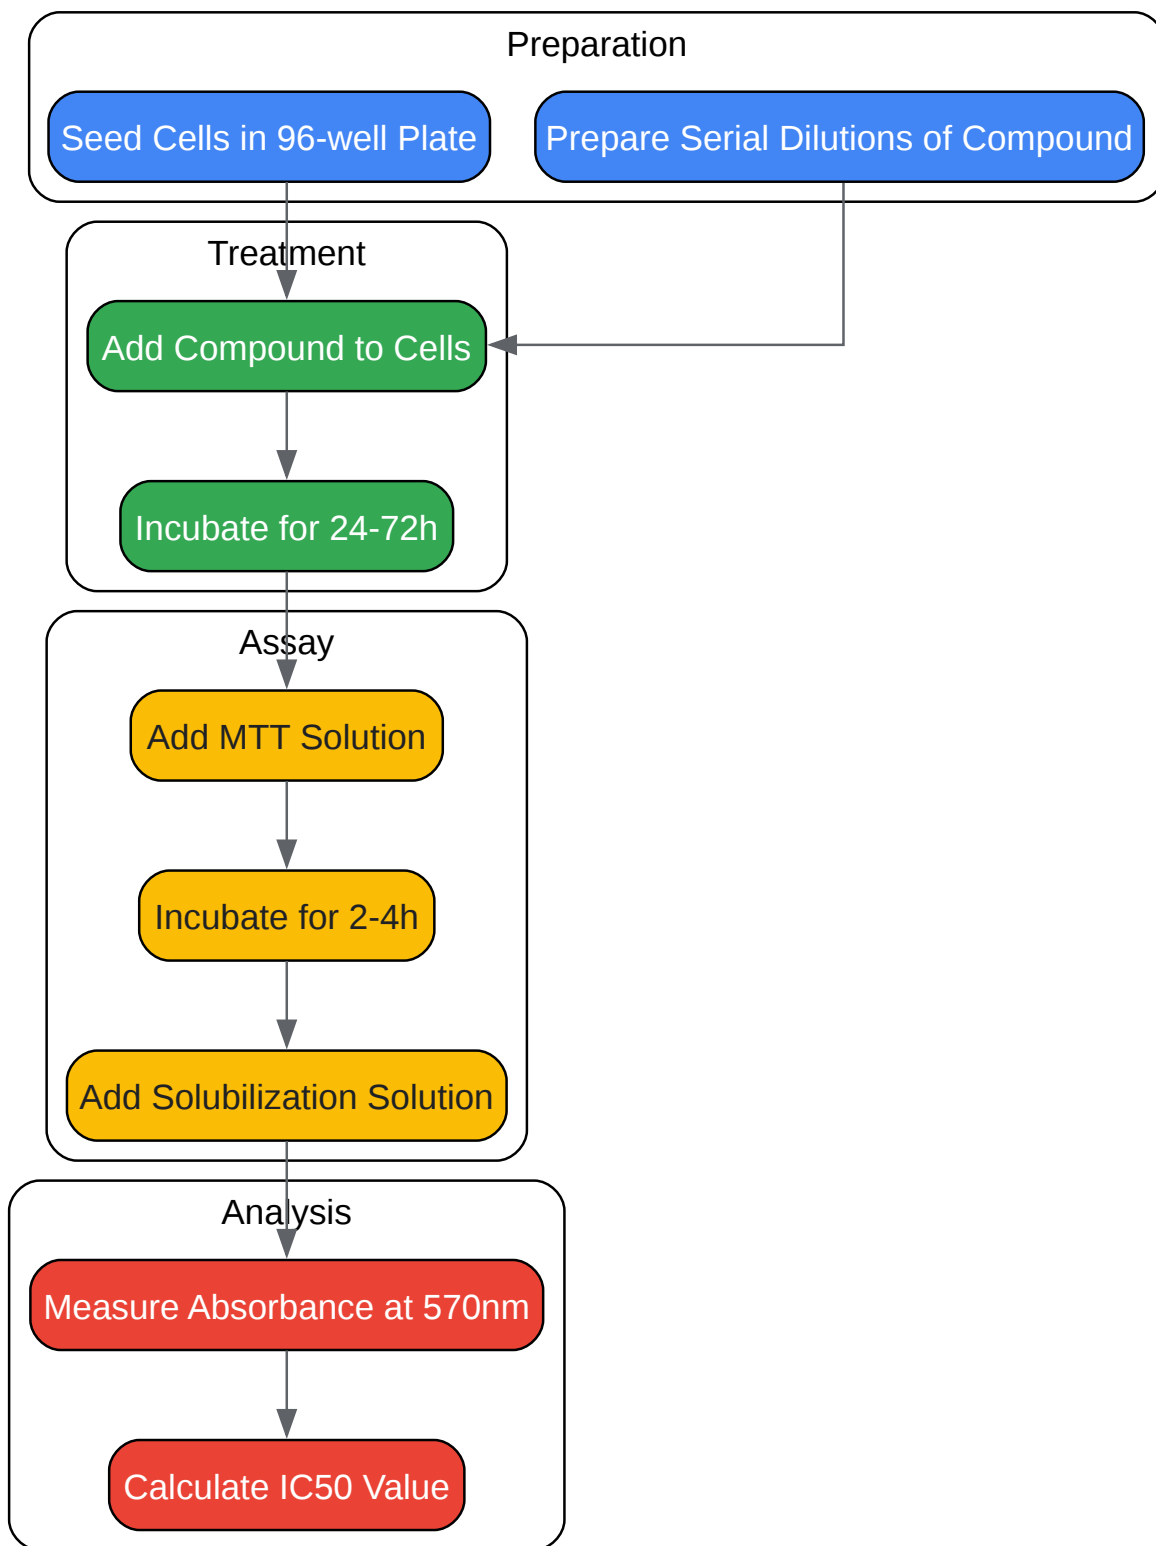 Preparation
Seed Cells in 96-well Plate
Prepare Serial Dilutions of Compound
Treatment
Add Compound to Cells
Incubate for 24-72h
Assay
Add MTT Solution
Incubate for 2-4h
Add Solubilization Solution
Analysis
Measure Absorbance at 570nm
Calculate IC50 Value